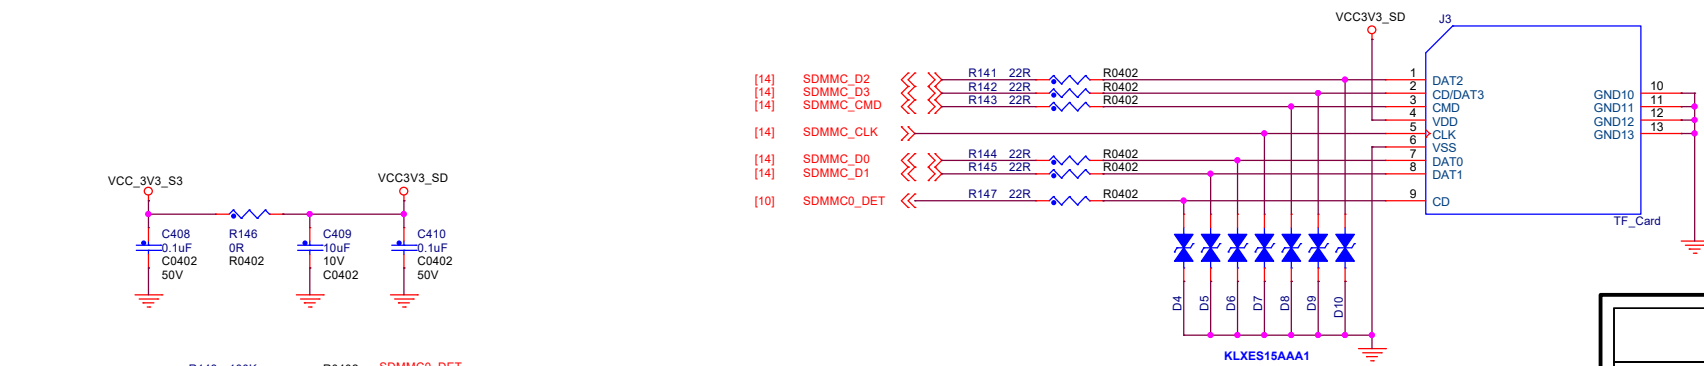 VCC3V3_SD
J3
[14] SDMMC_D2 R141 22R R0402 1 DAT2
[14] SDMMC_D3 R142 22R R0402 2 CD/DAT3
[14] SDMMC_CMD R143 22R R0402 3 CMD
4 VDD
[14] SDMMC_CLK 5 CLK
6 VSS
[14] SDMMC_D0 R144 22R R0402 7 DAT0
[14] SDMMC_D1 R145 22R R0402 8 DAT1
[10] SDMMC0_DET R147 22R R0402 9 CD
GND10 10
GND11 11
GND12 12
GND13 13
TF_Card
VCC_3V3_S3
VCC3V3_SD
C408
0.1uF
C0402
50V
R146
0R
R0402
C409
10uF
10V
C0402
C410
0.1uF
C0402
50V
D4
D5
D6
D7
D8
D9
D10
KLXES15AAA1
SDMMC0_DET